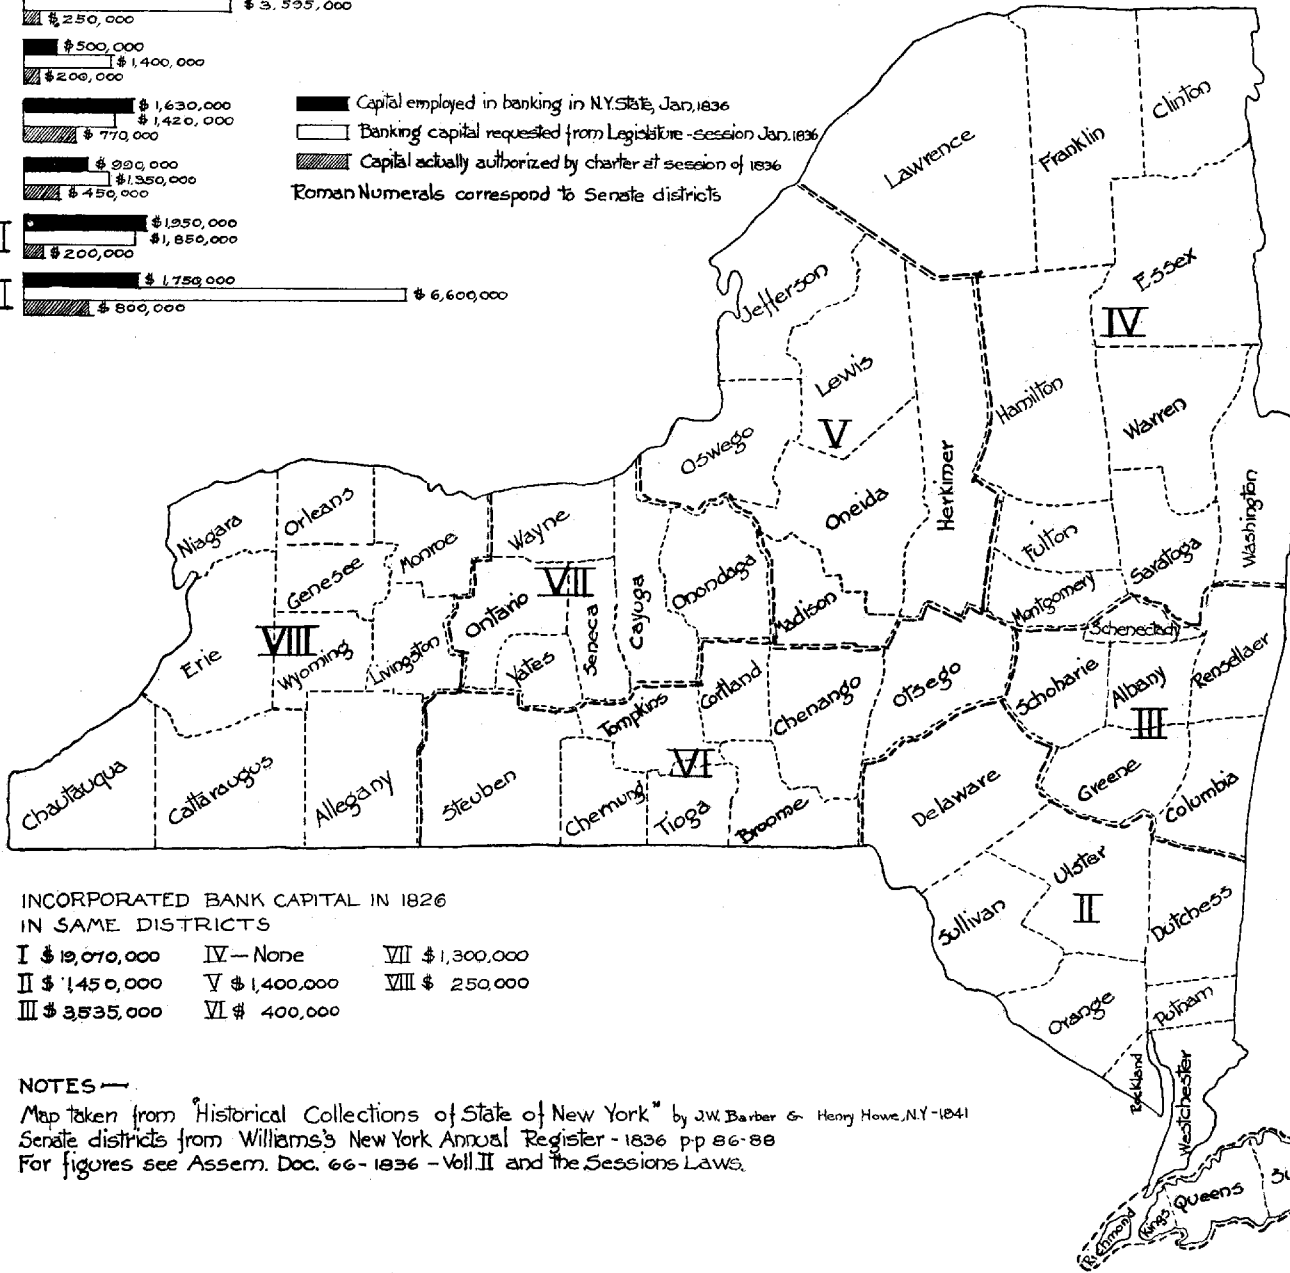 $3,595,000
$250,000
$500,000
$1,400,000
$200,000
$1,630,000
$1,420,000
$770,000
$990,000
$1,350,000
$450,000
I
$1,950,000
$1,850,000
$200,000
I
$1,750,000
$6,600,000
$800,000
Capital employed in banking in N.Y.State, Jan,1836
Banking capital requested from Legislature-session Jan.1836
Capital actually authorized by charter at session of 1836
Roman Numerals correspond to Senate districts
Clinton
Franklin
Lawrence
Essex
Jefferson
IV
Lewis
Hamilton
Warren
Oswego
V
Herkimer
Washington
Niagara
Orleans
Monroe
Wayne
Oneida
Fulton
Saratoga
Genesee
VII
Onondaga
Montgomery
Ontario
Seneca
Cayuga
Madison
Schenectady
Erie
VIII
Wyoming
Livingston
Yates
Cortland
Chenango
Otsego
Schoharie
Albany
Rensellaer
Tompkins
III
Chautauqua
Cattaraugus
Allegany
Steuben
VI
Chemung
Tioga
Broome
Delaware
Greene
Columbia
Ulster
II
Sullivan
Dutchess
Orange
Putnam
Rockland
Westchester
Richmond
Kings
Queens
Su
INCORPORATED BANK CAPITAL IN 1826
IN SAME DISTRICTS
I $19,070,000 IV—None VII $1,300,000
II $1,450,000 V $1,400,000 VIII $ 250,000
III $3,535,000 VI $ 400,000
NOTES—
Map taken from "Historical Collections of State of New York" by J.W. Barber & Henry Howe, N.Y-1841
Senate districts from Williams's New York Annual Register - 1836 p-p 86-88
For figures see Assem. Doc. 66-1836 - Voll.II and the Sessions Laws.